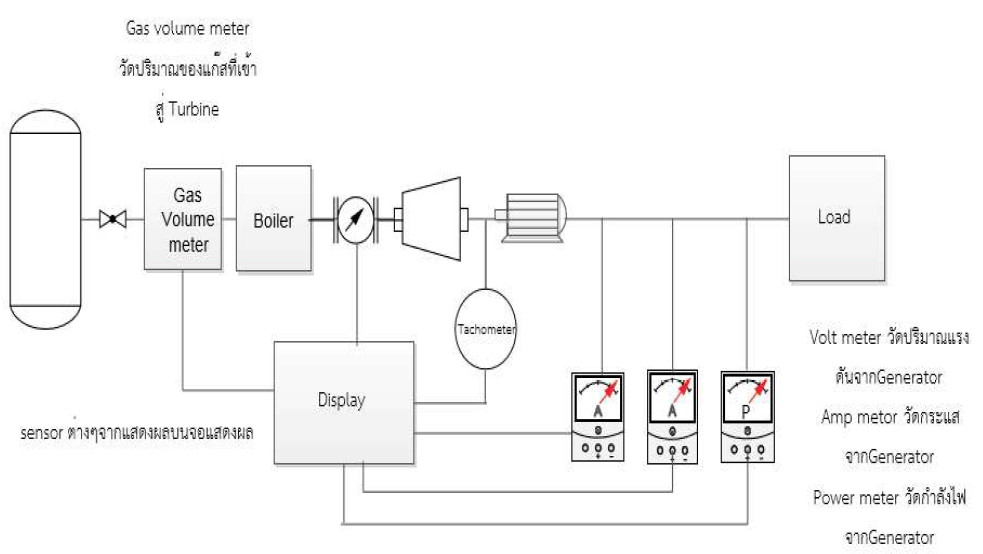 Gas volume meter
วัดปริมาณของแก๊สที่เข้า
สู่ Turbine
Gas
Volume
meter
Boiler
Load
Tachometer
Display
A
A
P
sensor ต่างๆจากแสดงผลบนจอแสดงผล
Volt meter วัดปริมาณแรง
ดันจากGenerator
Amp metor วัดกระแส
จากGenerator
Power meter วัดกำลังไฟ
จากGenerator